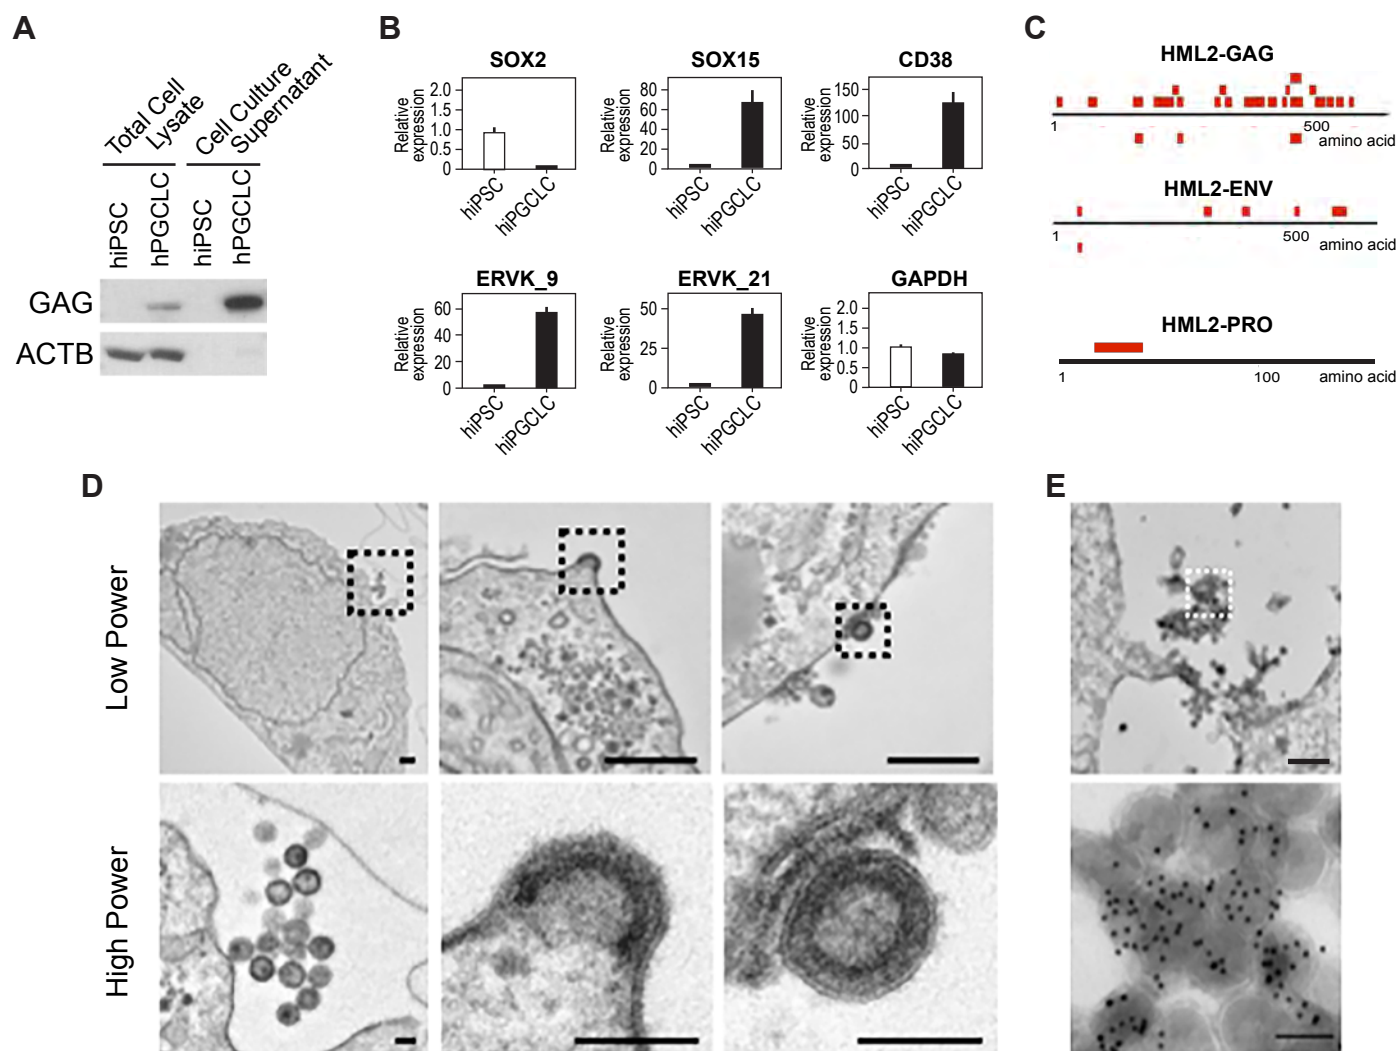 A
Total Cell
Lysate
Cell Culture
Supernatant
hiPSC
hPGCLC
hiPSC
hPGCLC
GAG
ACTB
B
SOX2
Relative
expression
2.0
1.5
1.0
0.5
0
hiPSC
hiPGCLC
SOX15
Relative
expression
80
60
40
20
0
hiPSC
hiPGCLC
CD38
Relative
expression
150
100
50
0
hiPSC
hiPGCLC
ERVK_9
Relative
expression
60
40
20
0
hiPSC
hiPGCLC
ERVK_21
Relative
expression
50
25
0
hiPSC
hiPGCLC
GAPDH
Relative
expression
2.0
1.5
1.0
0.5
0
hiPSC
hiPGCLC
C
HML2-GAG
1 500
amino acid
HML2-ENV
1 500
amino acid
HML2-PRO
1 100 amino acid
D
Low Power
High Power
E